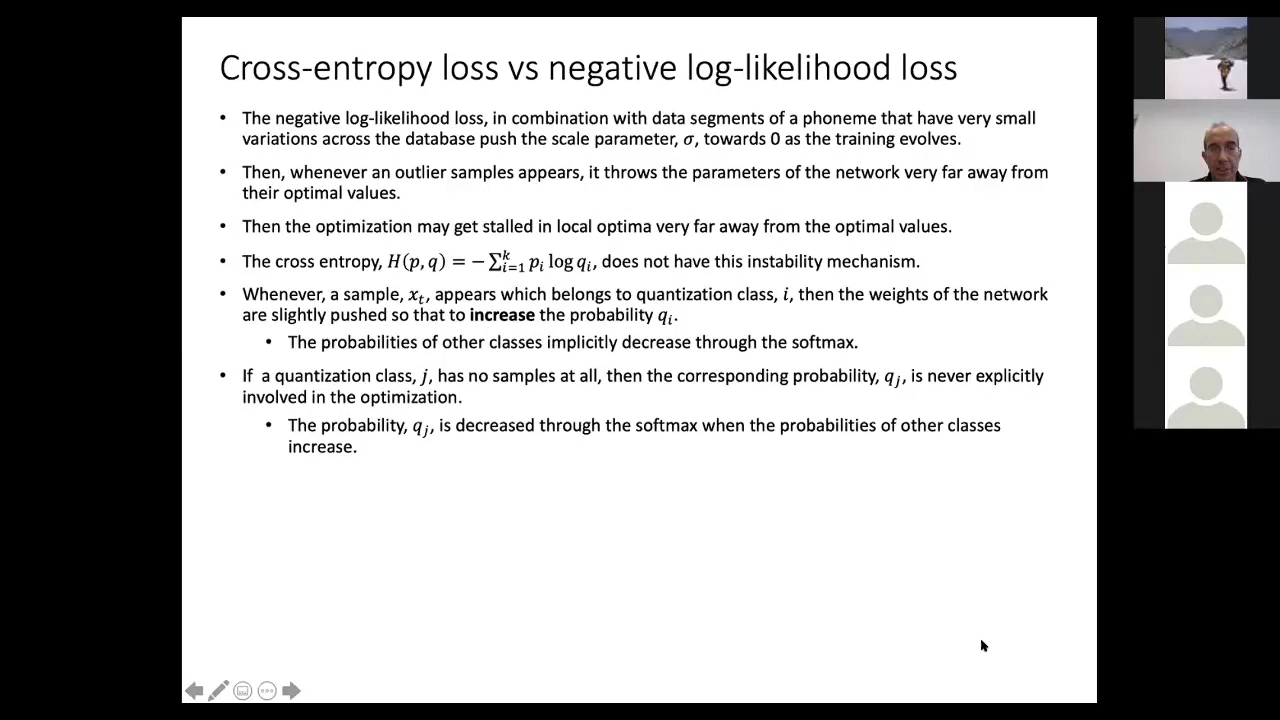 Cross-entropy loss vs negative log-likelihood loss
• The negative log-likelihood loss, in combination with data segments of a phoneme that have very small
variations across the database push the scale parameter, σ, towards 0 as the training evolves.
• Then, whenever an outlier samples appears, it throws the parameters of the network very far away from
their optimal values.
• Then the optimization may get stalled in local optima very far away from the optimal values.
• The cross entropy, H(p, q) = −∑ᵢ₌₁ᵏ pᵢ log qᵢ, does not have this instability mechanism.
• Whenever, a sample, xₜ, appears which belongs to quantization class, i, then the weights of the network
are slightly pushed so that to increase the probability qᵢ.
• The probabilities of other classes implicitly decrease through the softmax.
• If a quantization class, j, has no samples at all, then the corresponding probability, qⱼ, is never explicitly
involved in the optimization.
• The probability, qⱼ, is decreased through the softmax when the probabilities of other classes
increase.